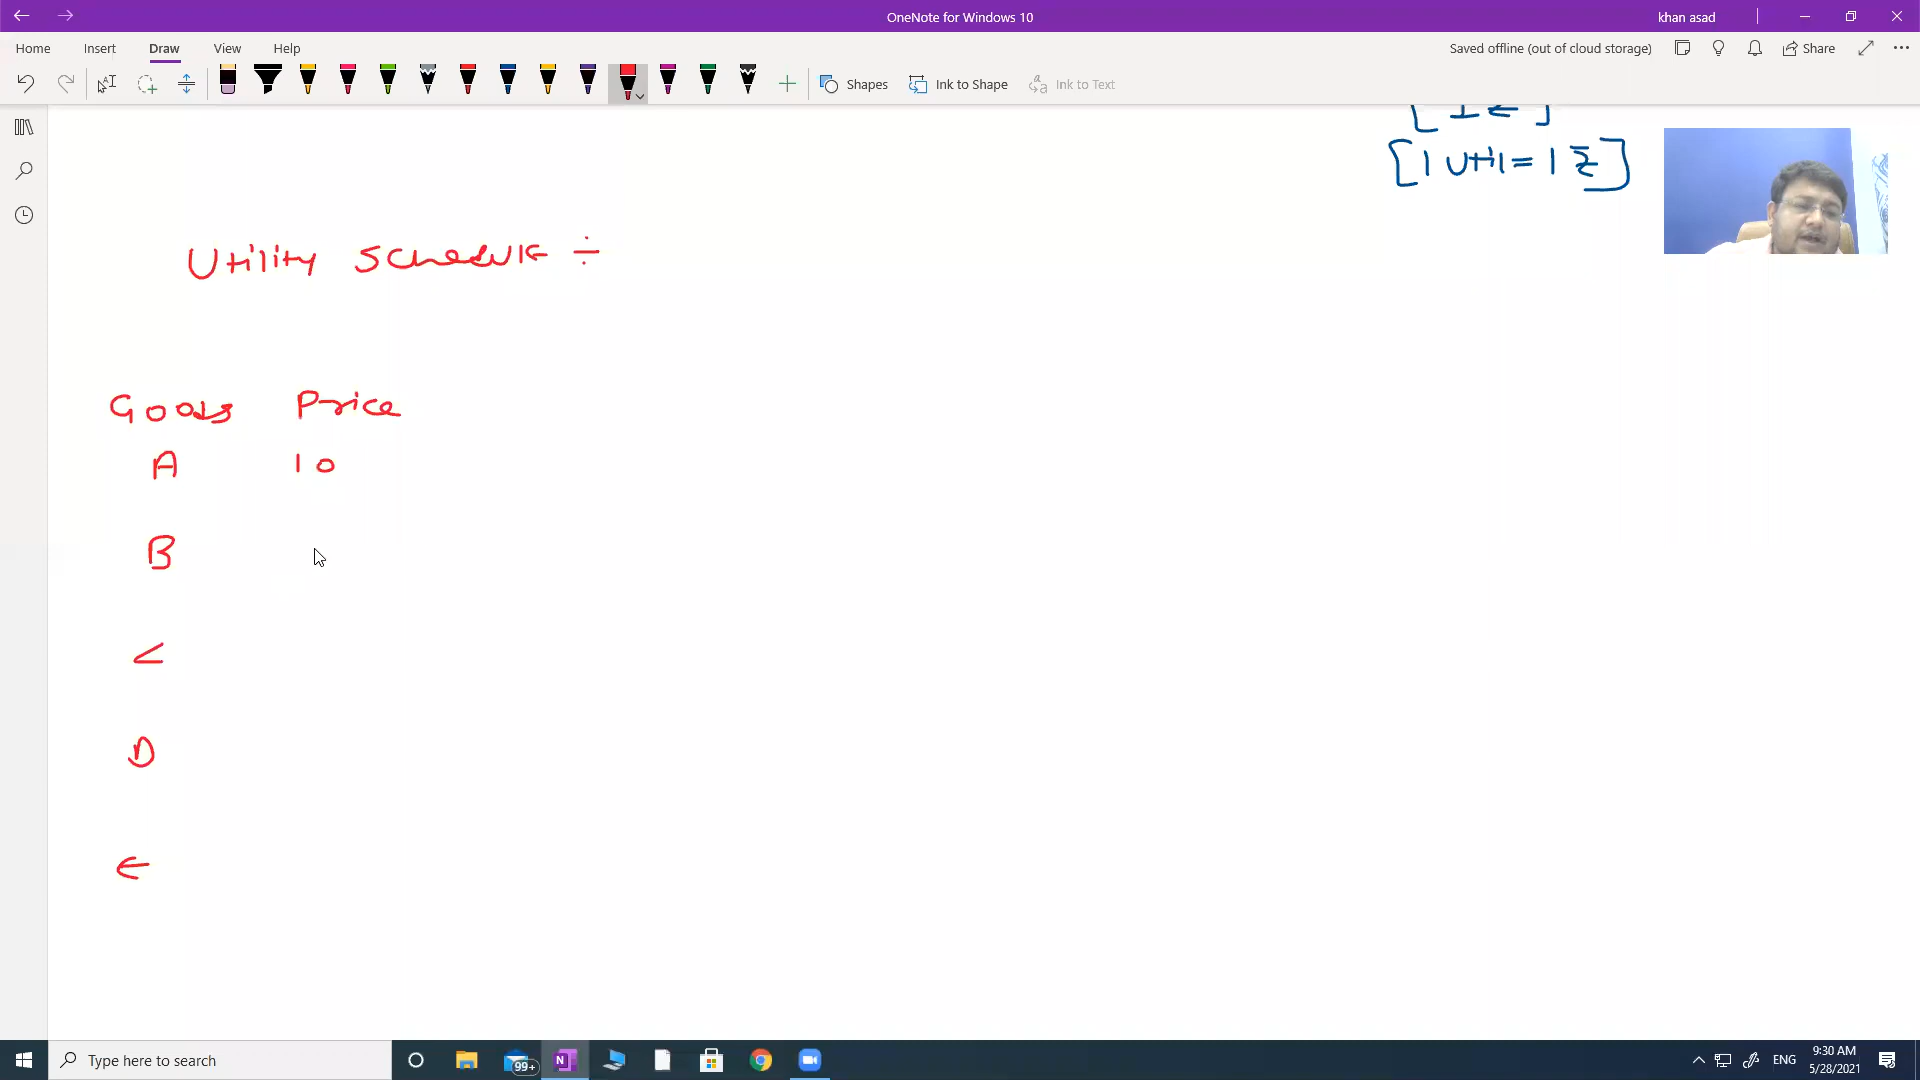 OneNote for Windows 10
khan asad
Home Insert Draw View Help
Saved offline (out of cloud storage)
Share
Shapes
Ink to Shape
Ink to Text
[1 util = 1 ₹]
Utility Schedule ÷
Goods Price
A 10
B
C
D
E
Type here to search
99+
N
ENG
9:30 AM
5/28/2021